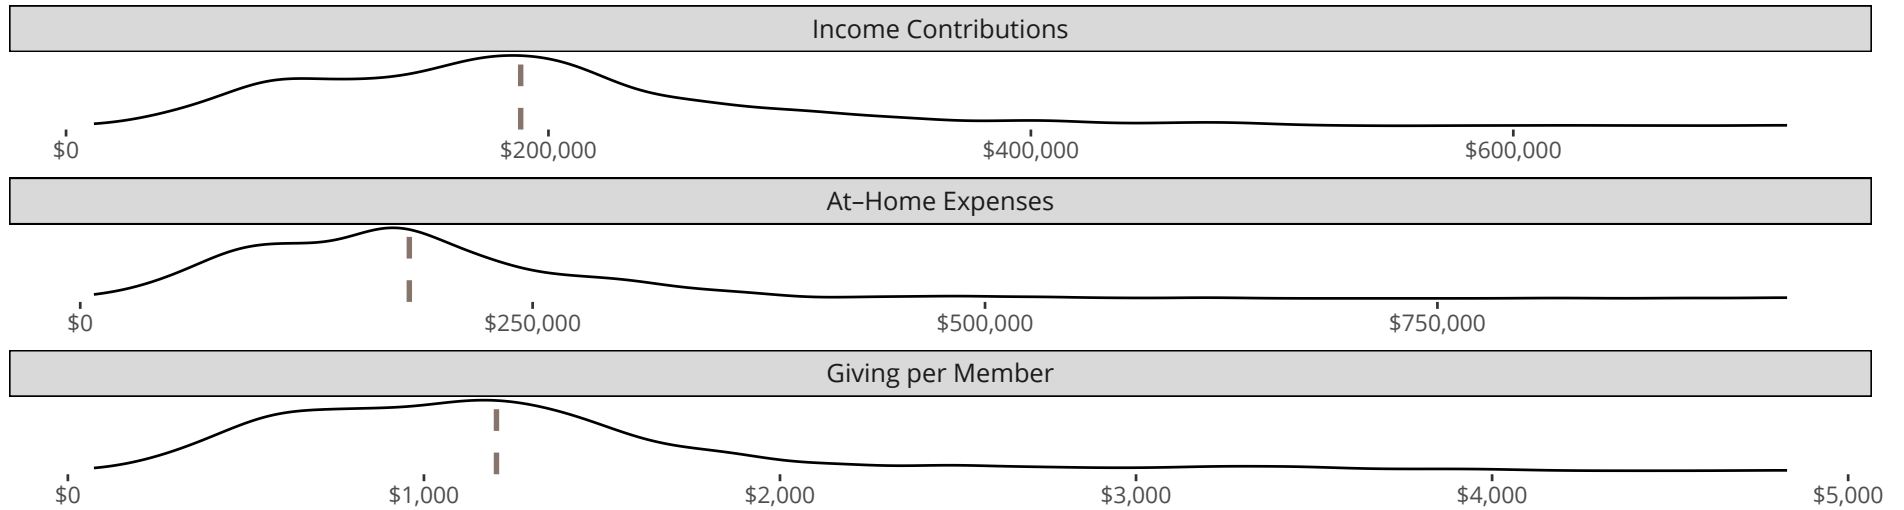 Income Contributions
$0 $200,000 $400,000 $600,000
At–Home Expenses
$0 $250,000 $500,000 $750,000
Giving per Member
$0 $1,000 $2,000 $3,000 $4,000 $5,000